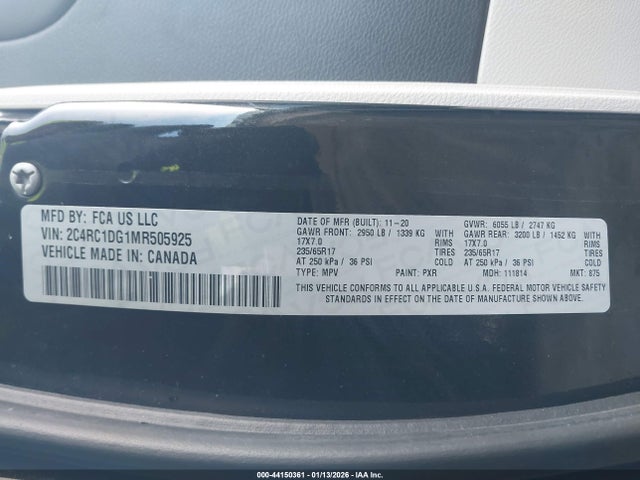 MFD BY: FCA US LLC
VIN: 2C4RC1DG1MR505925
VEHICLE MADE IN: CANADA
DATE OF MFR (BUILT): 11-20 GVWR: 6055 LB / 2747 KG
GAWR FRONT: 2950 LB / 1339 KG WITH GAWR REAR: 3200 LB / 1452 KG WITH
17X7.0 RIMS 17X7.0 RIMS
235/65R17 TIRES 235/65R17 TIRES
AT 250 kPa / 36 PSI COLD AT 250 kPa / 36 PSI COLD
TYPE: MPV PAINT: PXR MDH: 111814 MKT: 875
THIS VEHICLE CONFORMS TO ALL APPLICABLE U.S.A. FEDERAL MOTOR VEHICLE SAFETY
STANDARDS IN EFFECT ON THE DATE OF MANUFACTURE SHOWN ABOVE.
000-44150361 - 01/13/2026 - IAA Inc.